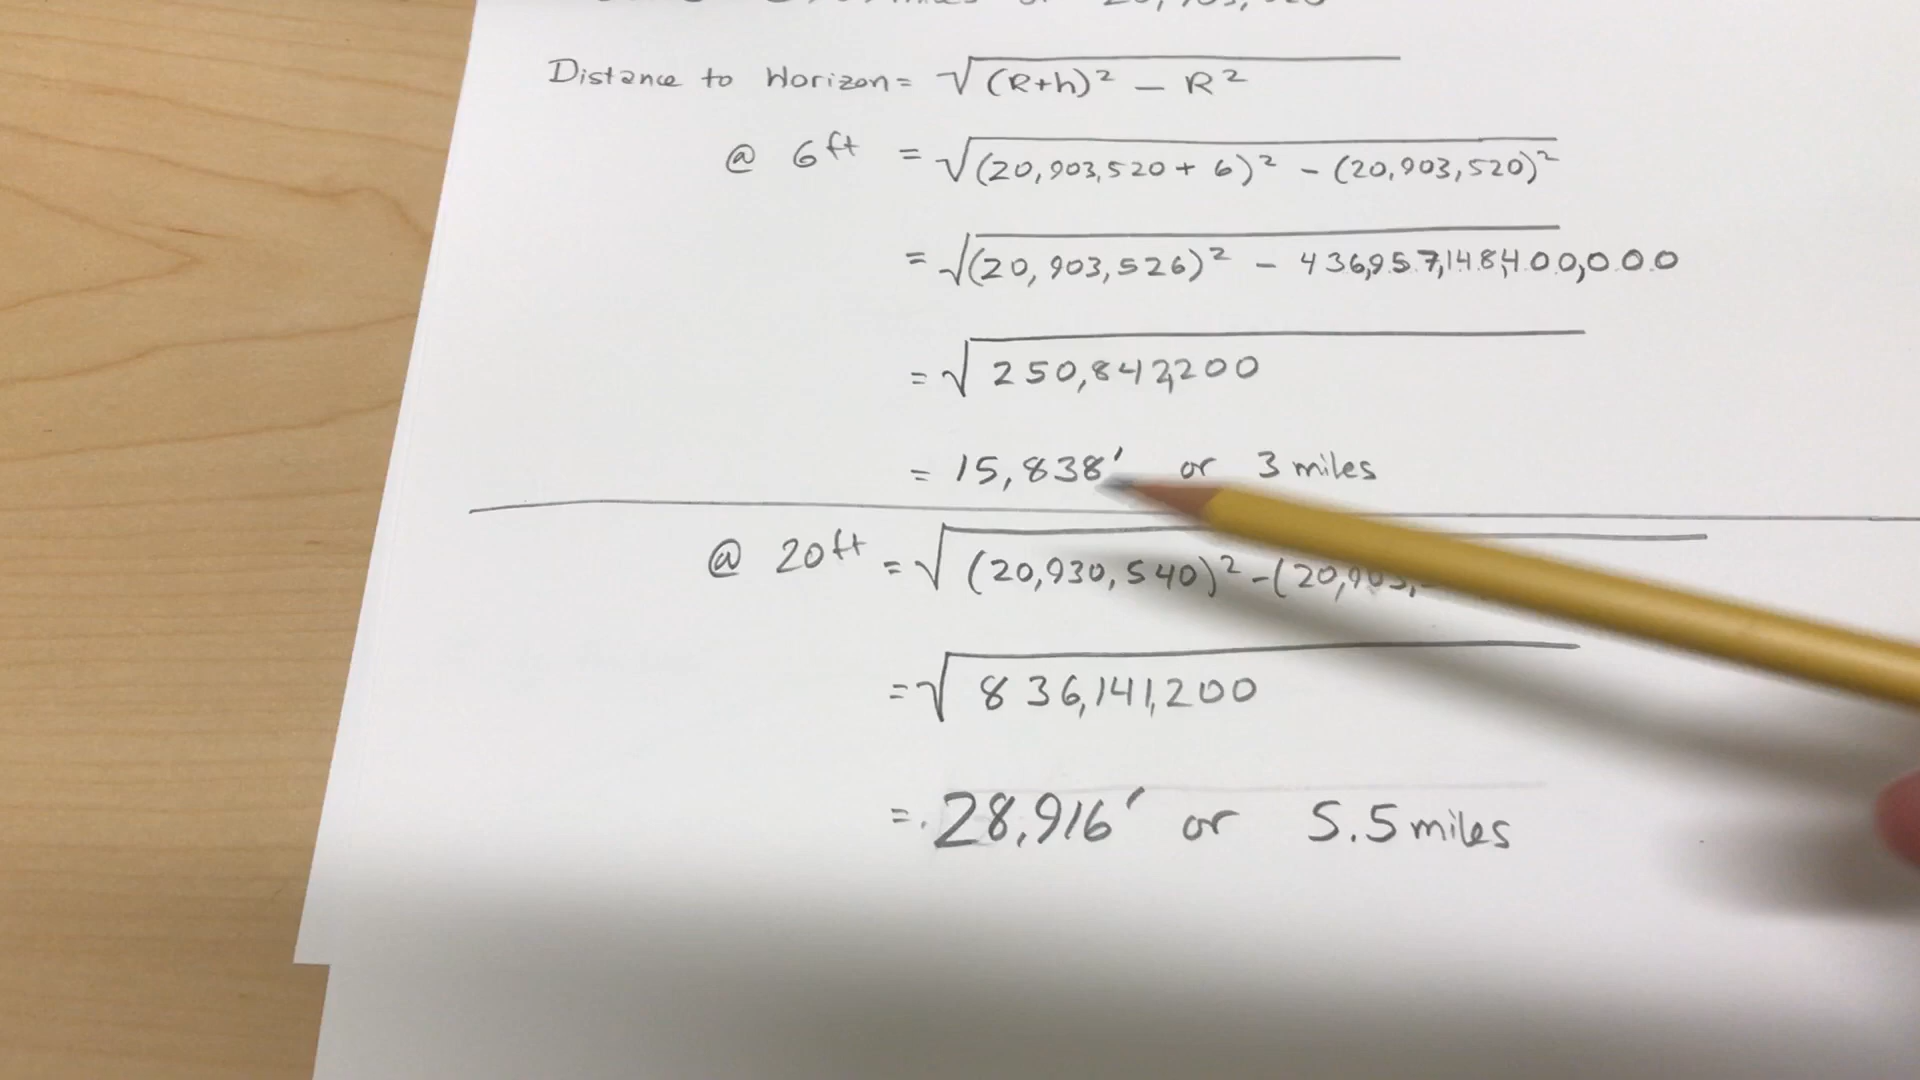 Distance to Horizon = √(R+h)² − R²
@ 6ft = √(20,903,520 + 6)² − (20,903,520)²
= √(20,903,526)² − 436,957,148,400,000
= √250,842,200
= 15,838' or 3 miles
@ 20ft = √(20,930,540)² − (20,903,
= √836,141,200
= 28,916' or 5.5 miles